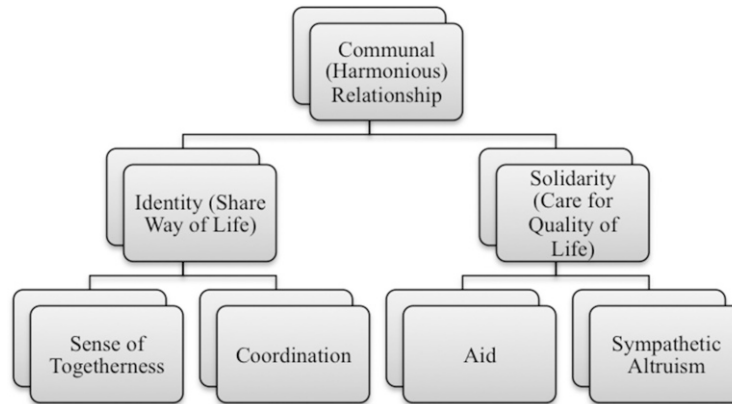 Communal
(Harmonious)
Relationship
Identity (Share
Way of Life)
Solidarity
(Care for
Quality of
Life)
Sense of
Togetherness
Coordination
Aid
Sympathetic
Altruism